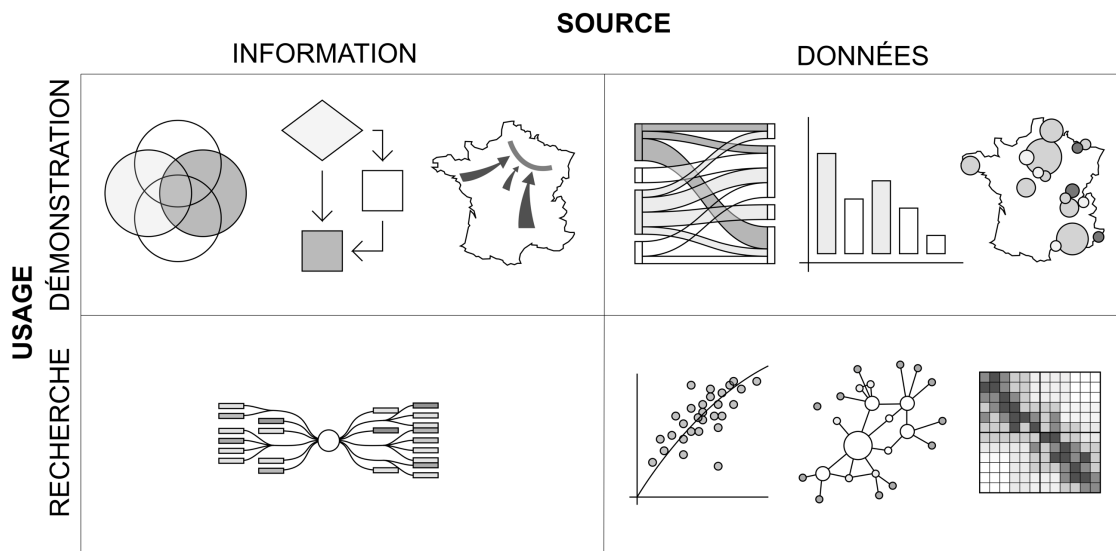 SOURCE
INFORMATION
DONNÉES
USAGE
DÉMONSTRATION
RECHERCHE